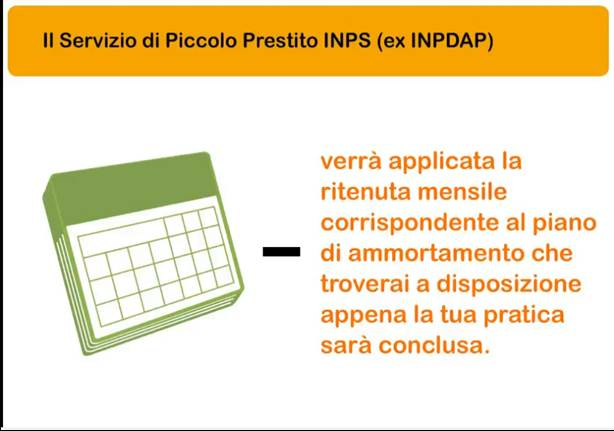 Il Servizio di Piccolo Prestito INPS (ex INPDAP)
verrà applicata la
ritenuta mensile
corrispondente al piano
di ammortamento che
troverai a disposizione
appena la tua pratica
sarà conclusa.